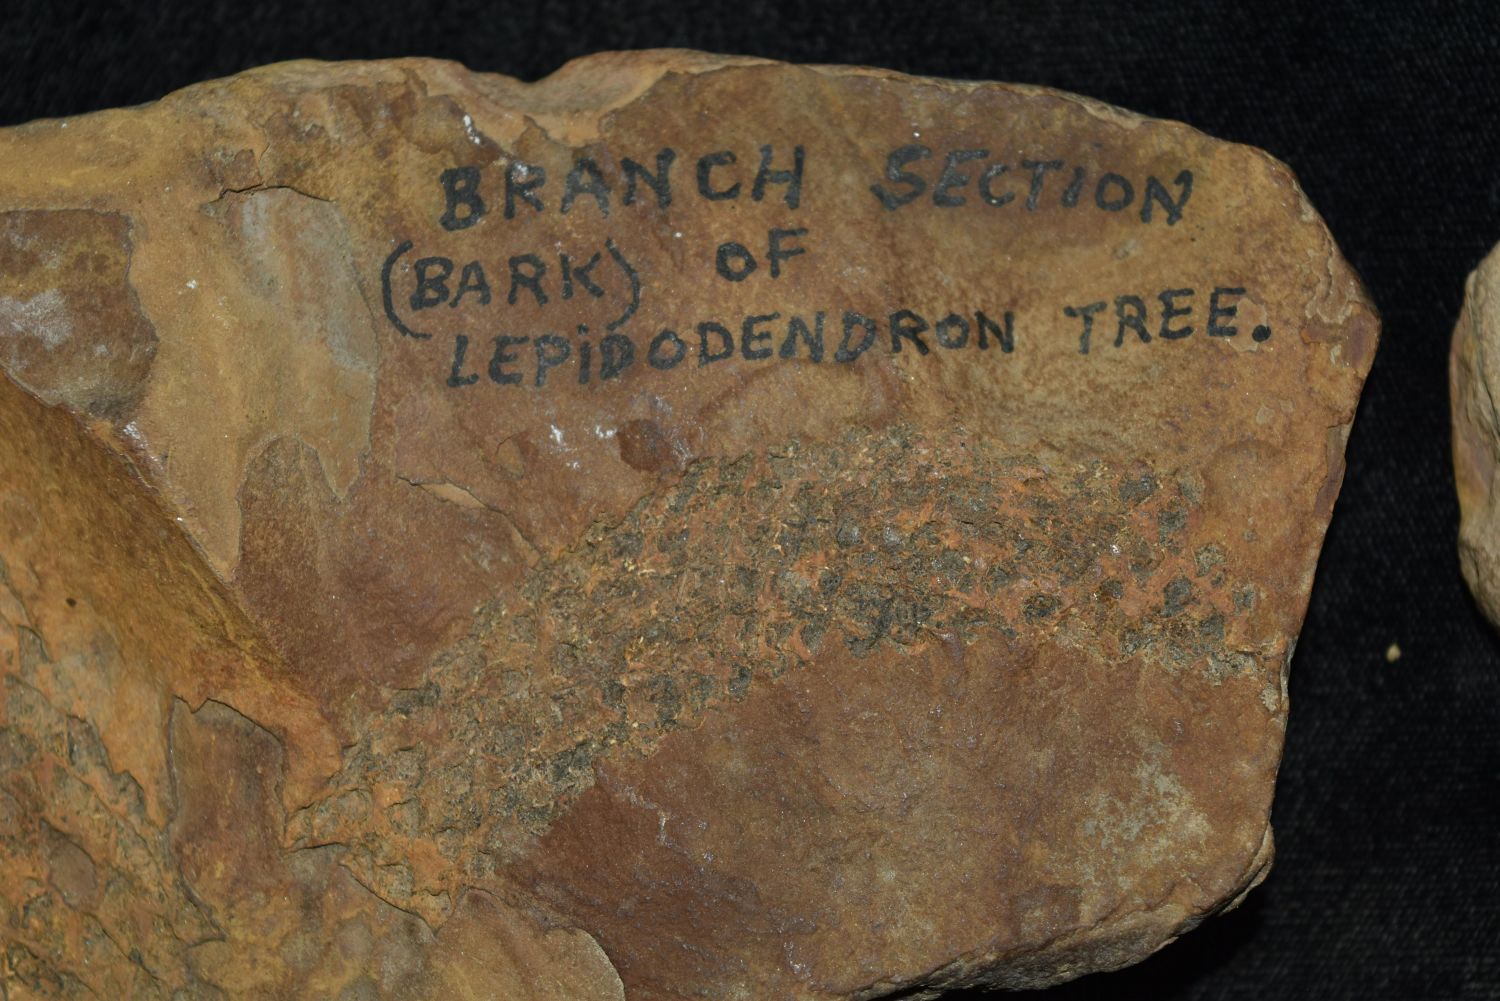 BRANCH SECTION
(BARK) OF
LEPIDODENDRON TREE.